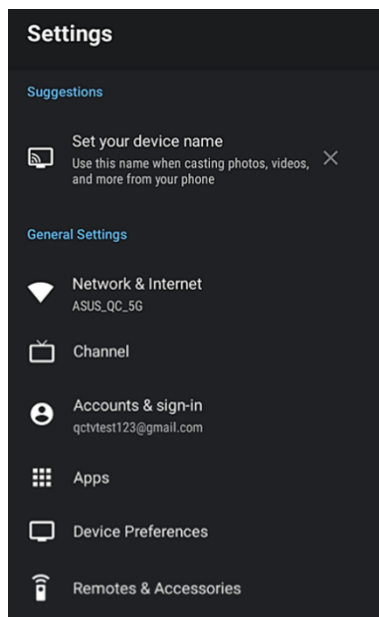 Settings
Suggestions
Set your device name
Use this name when casting photos, videos,
and more from your phone
General Settings
Network & Internet
ASUS_QC_5G
Channel
Accounts & sign-in
qctvtest123@gmail.com
Apps
Device Preferences
Remotes & Accessories